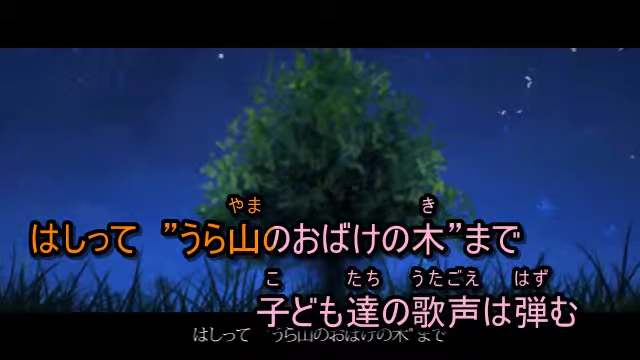 やま き
はしって ”うら山のおばけの木”まで
こ たち うたごえ はず
子ども達の歌声は弾む
はしって ”うら山のおばけの木”まで